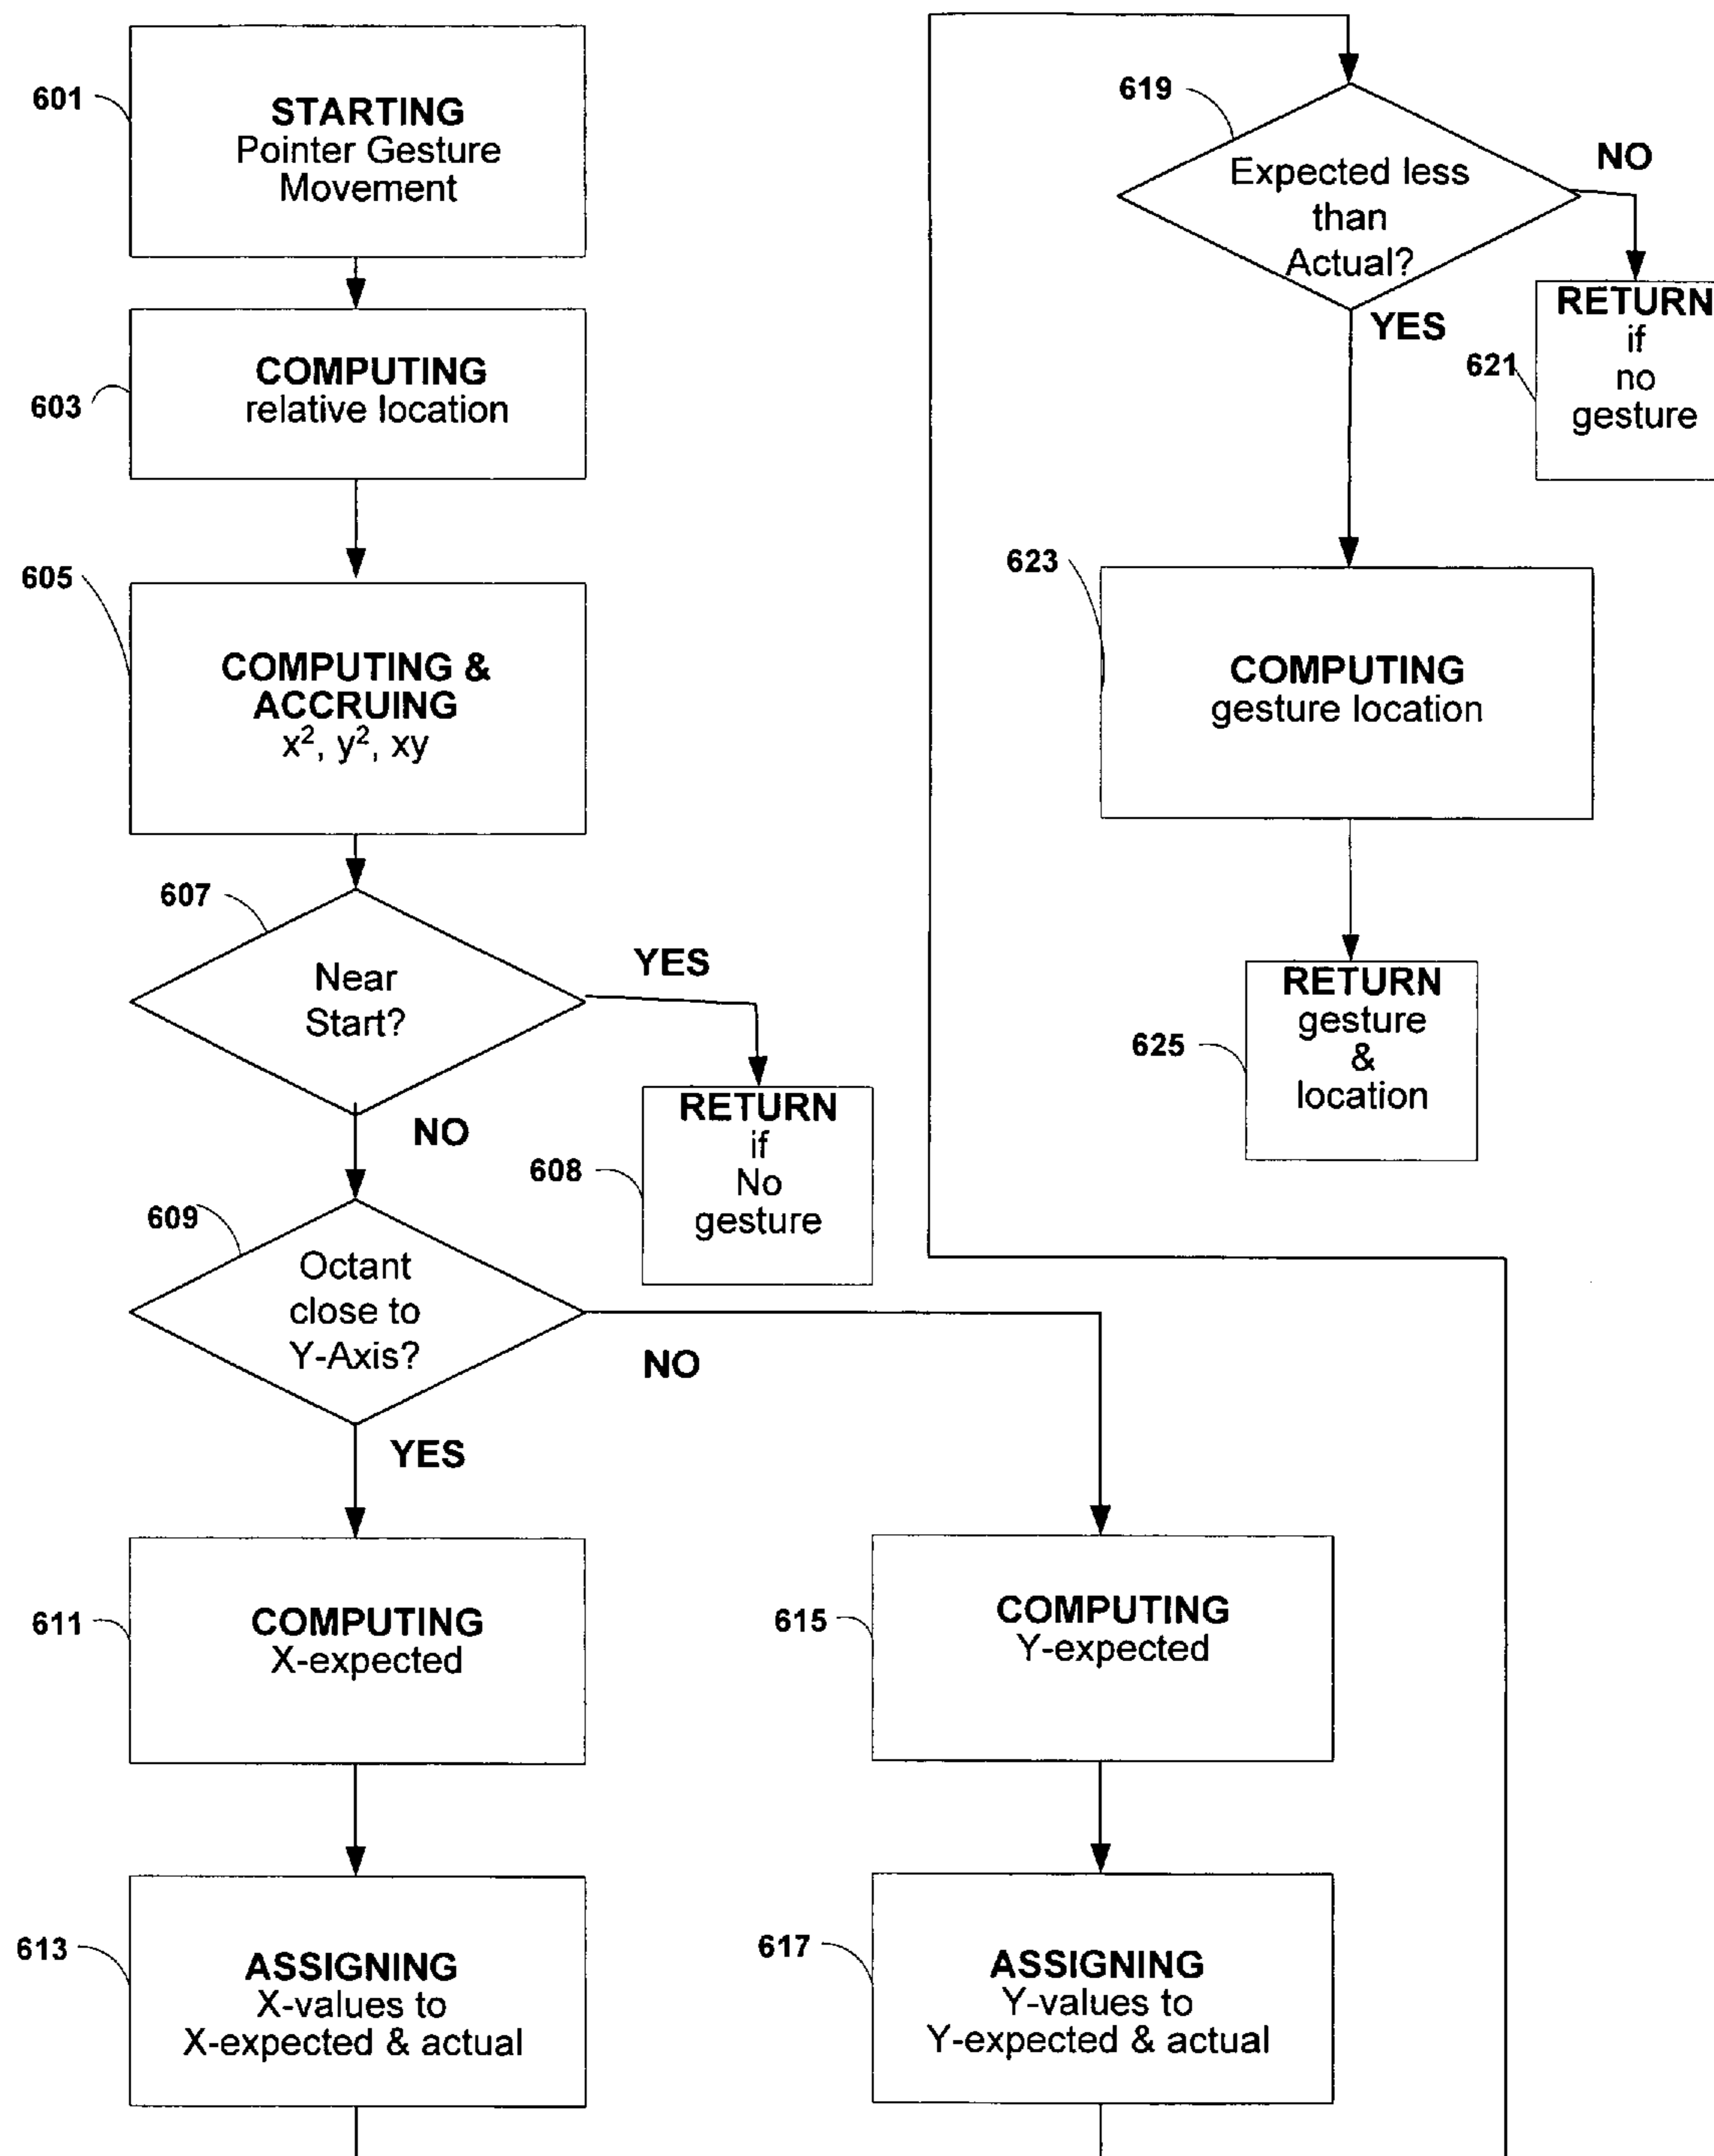 601
STARTING
Pointer Gesture
Movement
603
COMPUTING
relative location
605
COMPUTING &
ACCRUING
x², y², xy
607
Near
Start?
YES
NO
608
RETURN
if
No
gesture
609
Octant
close to
Y-Axis?
NO
YES
611
COMPUTING
X-expected
613
ASSIGNING
X-values to
X-expected & actual
615
COMPUTING
Y-expected
617
ASSIGNING
Y-values to
Y-expected & actual
619
Expected less
than
Actual?
NO
YES
621
RETURN
if
no
gesture
623
COMPUTING
gesture location
625
RETURN
gesture
&
location